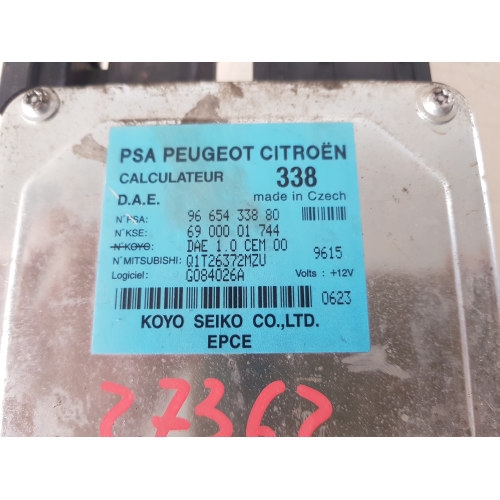 PSA PEUGEOT CITROËN
CALCULATEUR 338
D.A.E. made in Czech
N°PSA: 96 654 338 80
N°KSE: 69 000 01 744
N°KOYO: DAE 1.0 CEM 00 9615
N°MITSUBISHI: Q1T26372MZU
Logiciel: G084026A Volts : +12V
0623
KOYO SEIKO CO.,LTD.
EPCE
27362